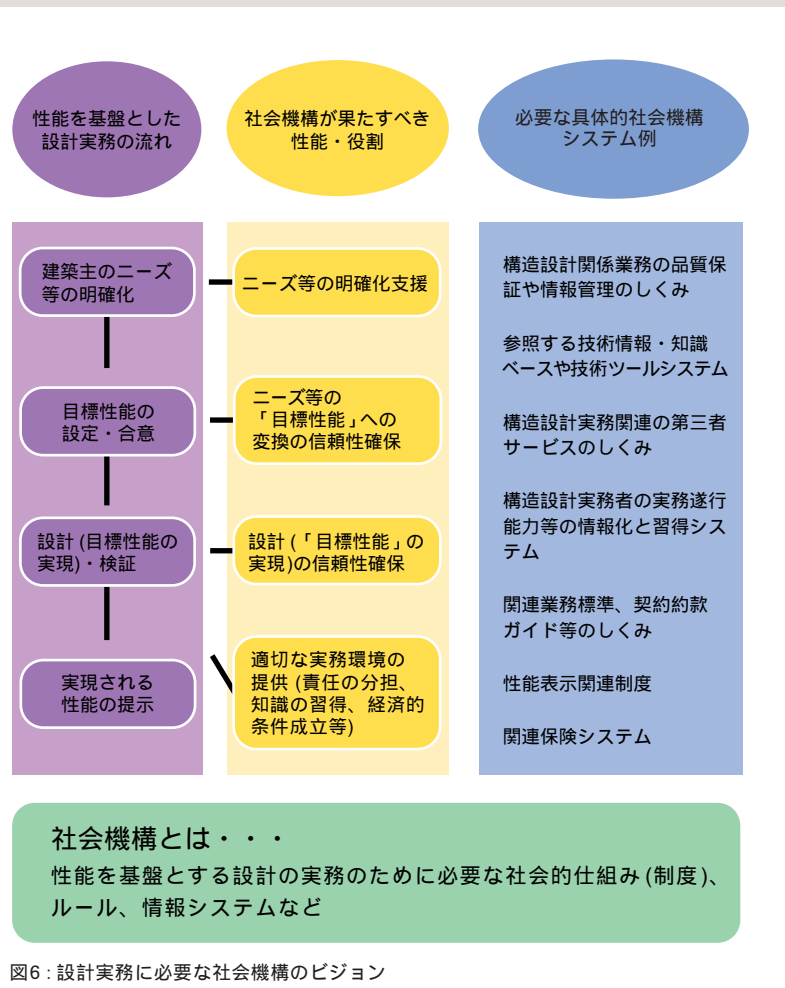 性能を基盤とした
設計実務の流れ
社会機構が果たすべき
性能・役割
必要な具体的社会機構
システム例
建築主のニーズ
等の明確化
目標性能の
設定・合意
設計(目標性能の
実現)・検証
実現される
性能の提示
ニーズ等の明確化支援
ニーズ等の
「目標性能」への
変換の信頼性確保
設計(「目標性能」の
実現)の信頼性確保
適切な実務環境の
提供(責任の分担、
知識の習得、経済的
条件成立等)
構造設計関係業務の品質保
証や情報管理のしくみ
参照する技術情報・知識
ベースや技術ツールシステム
構造設計実務関連の第三者
サービスのしくみ
構造設計実務者の実務遂行
能力等の情報化と習得シス
テム
関連業務標準、契約約款
ガイド等のしくみ
性能表示関連制度
関連保険システム
社会機構とは・・・
性能を基盤とする設計の実務のために必要な社会的仕組み(制度)、
ルール、情報システムなど
図6:設計実務に必要な社会機構のビジョン